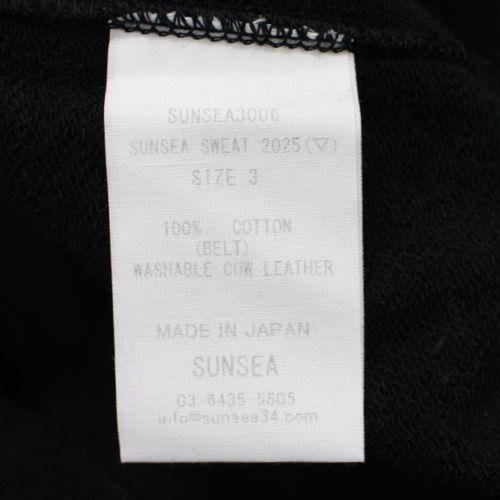 SUNSEA3006
SUNSEA SWEAT 2025(▽)
SIZE 3
100% COTTON
(BELT)
WASHABLE COW LEATHER
MADE IN JAPAN
SUNSEA
03 6435-5505
info@sunsea34.com